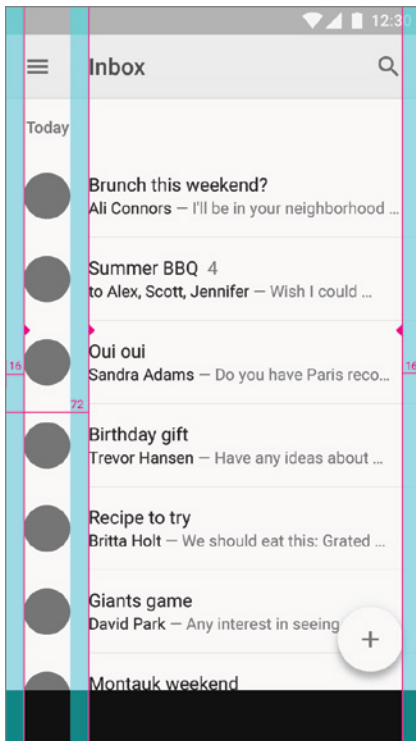 12:30
Inbox
Today
Brunch this weekend?
Ali Connors — I'll be in your neighborhood ...
Summer BBQ 4
to Alex, Scott, Jennifer — Wish I could ...
Oui oui
16
16
Sandra Adams — Do you have Paris reco...
72
Birthday gift
Trevor Hansen — Have any ideas about ...
Recipe to try
Britta Holt — We should eat this: Grated ...
Giants game
David Park — Any interest in seeing
+
Montauk weekend